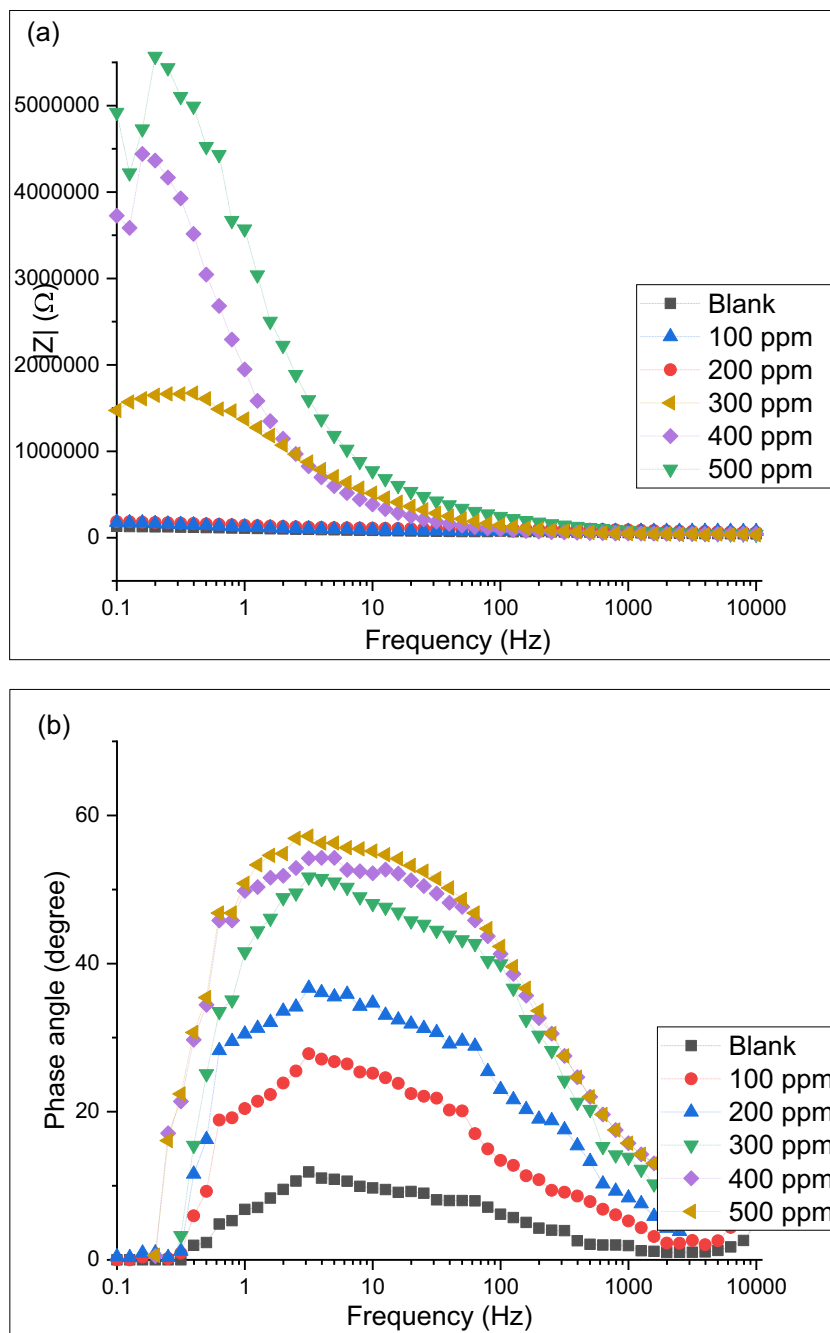 (a)
5000000
4000000
3000000
2000000
1000000
0
|Z| (Ω)
Blank
100 ppm
200 ppm
300 ppm
400 ppm
500 ppm
0.1 1 10 100 1000 10000
Frequency (Hz)
(b)
60
40
20
0
Phase angle (degree)
Blank
100 ppm
200 ppm
300 ppm
400 ppm
500 ppm
0.1 1 10 100 1000 10000
Frequency (Hz)